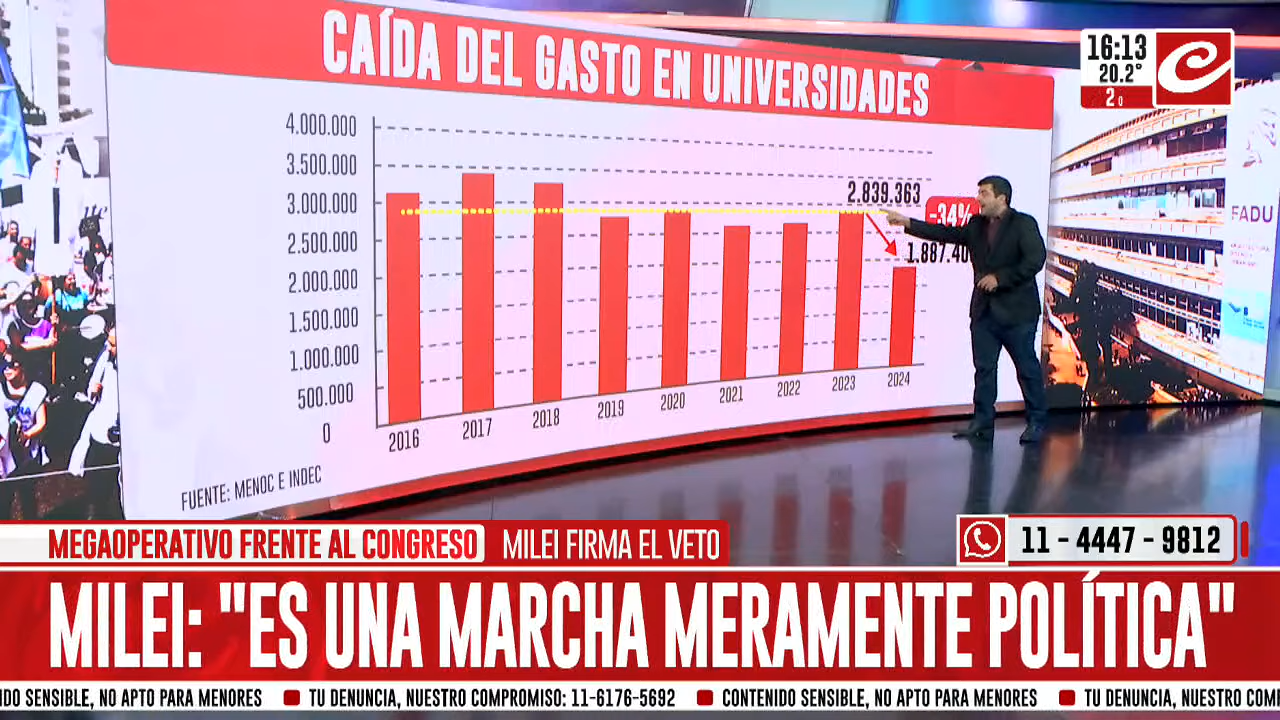 CAÍDA DEL GASTO EN UNIVERSIDADES
16:13
20.2°
2
4.000.000
3.500.000
3.000.000
2.500.000
2.000.000
1.500.000
1.000.000
500.000
0
2.839.363
-34%
1.887.40
2016
2017
2018
2019
2020
2021
2022
2023
2024
FUENTE: MENOC E INDEC
FADU
MEGAOPERATIVO FRENTE AL CONGRESO
MILEI FIRMA EL VETO
11 - 4447 - 9812
MILEI: "ES UNA MARCHA MERAMENTE POLÍTICA"
IDO SENSIBLE, NO APTO PARA MENORES
TU DENUNCIA, NUESTRO COMPROMISO: 11-6176-5692
CONTENIDO SENSIBLE, NO APTO PARA MENORES
TU DENUNCIA, NUESTRO COM